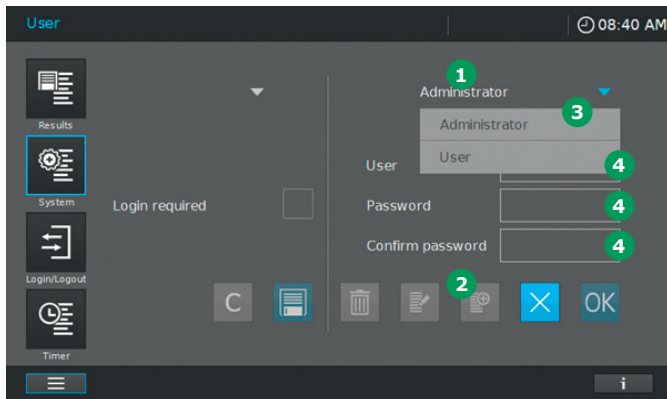 User
08:40 AM
1
Administrator
3
Administrator
User
Results
User
4
System
Login required
Password
4
Confirm password
4
Login/Logout
2
C
OK
Timer
i